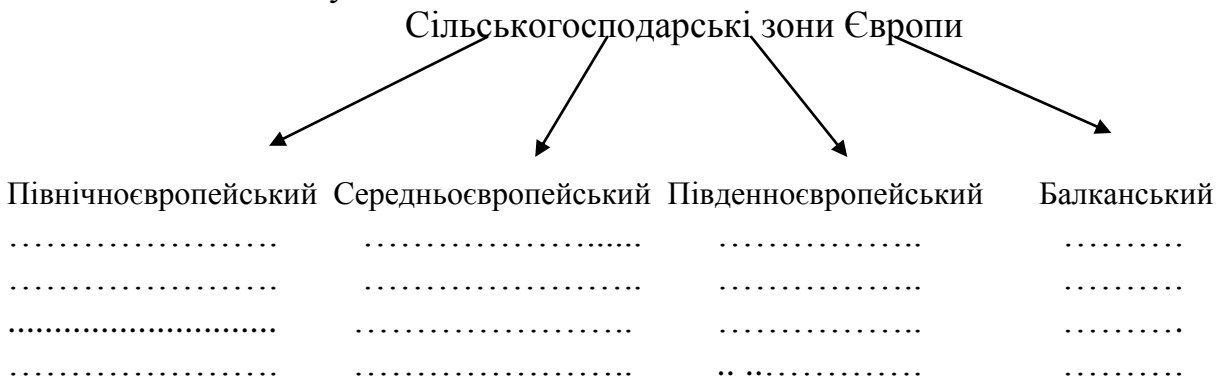 Сільськогосподарські зони Європи
Північноєвропейський Середньоєвропейський Південноєвропейський Балканський
…………………. ………………...... …………….. ……….
…………………. ………………….. …………….. ……….
............................. …………………. …………….. ……….
…………………. …………………. .. ..…………. ……….